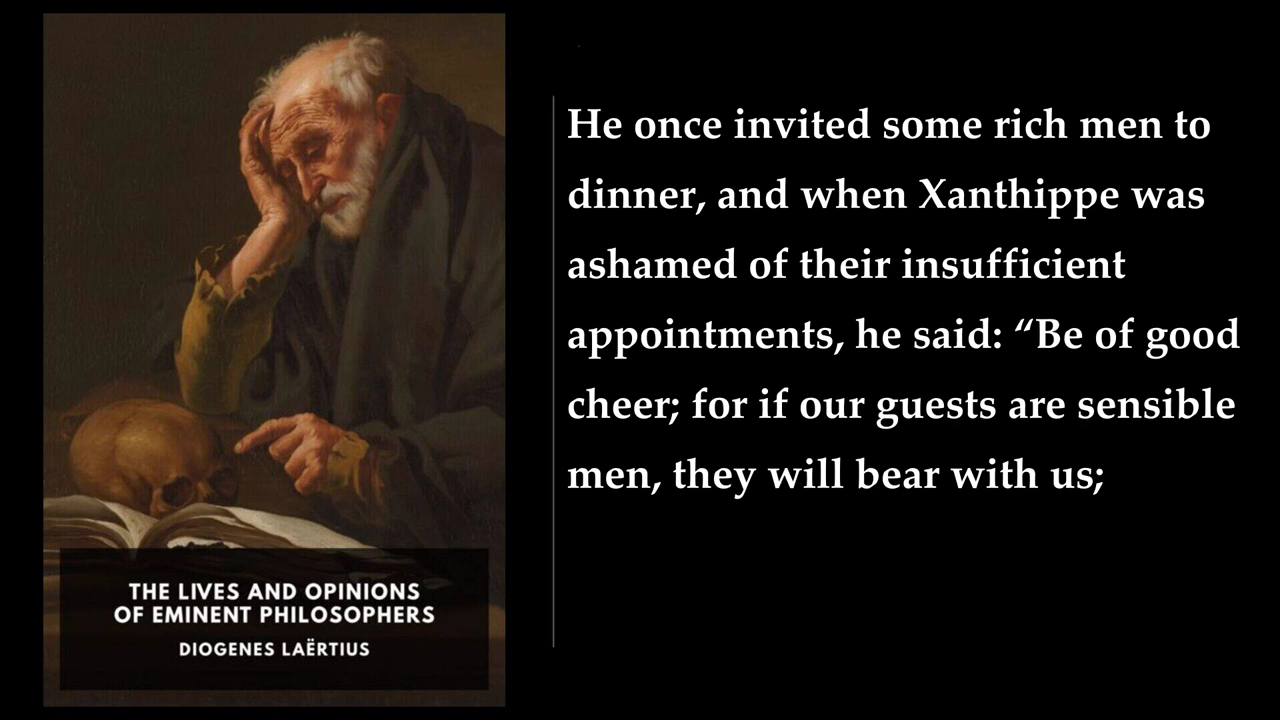 THE LIVES AND OPINIONS
OF EMINENT PHILOSOPHERS
DIOGENES LAËRTIUS
He once invited some rich men to
dinner, and when Xanthippe was
ashamed of their insufficient
appointments, he said: “Be of good
cheer; for if our guests are sensible
men, they will bear with us;